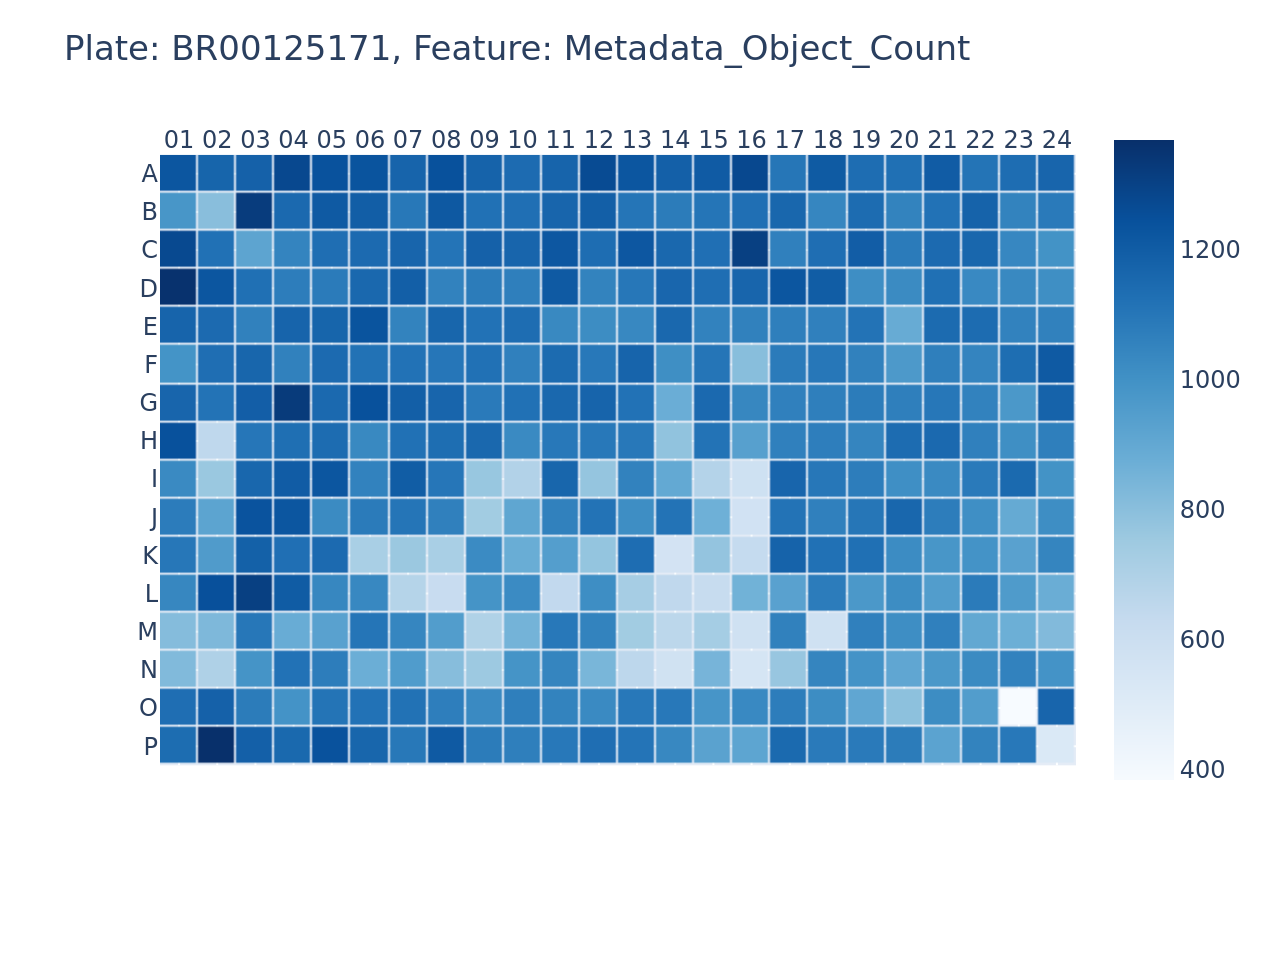 Plate: BR00125171, Feature: Metadata_Object_Count
01 02 03 04 05 06 07 08 09 10 11 12 13 14 15 16 17 18 19 20 21 22 23 24
A
B
C
D
E
F
G
H
I
J
K
L
M
N
O
P
1200
1000
800
600
400